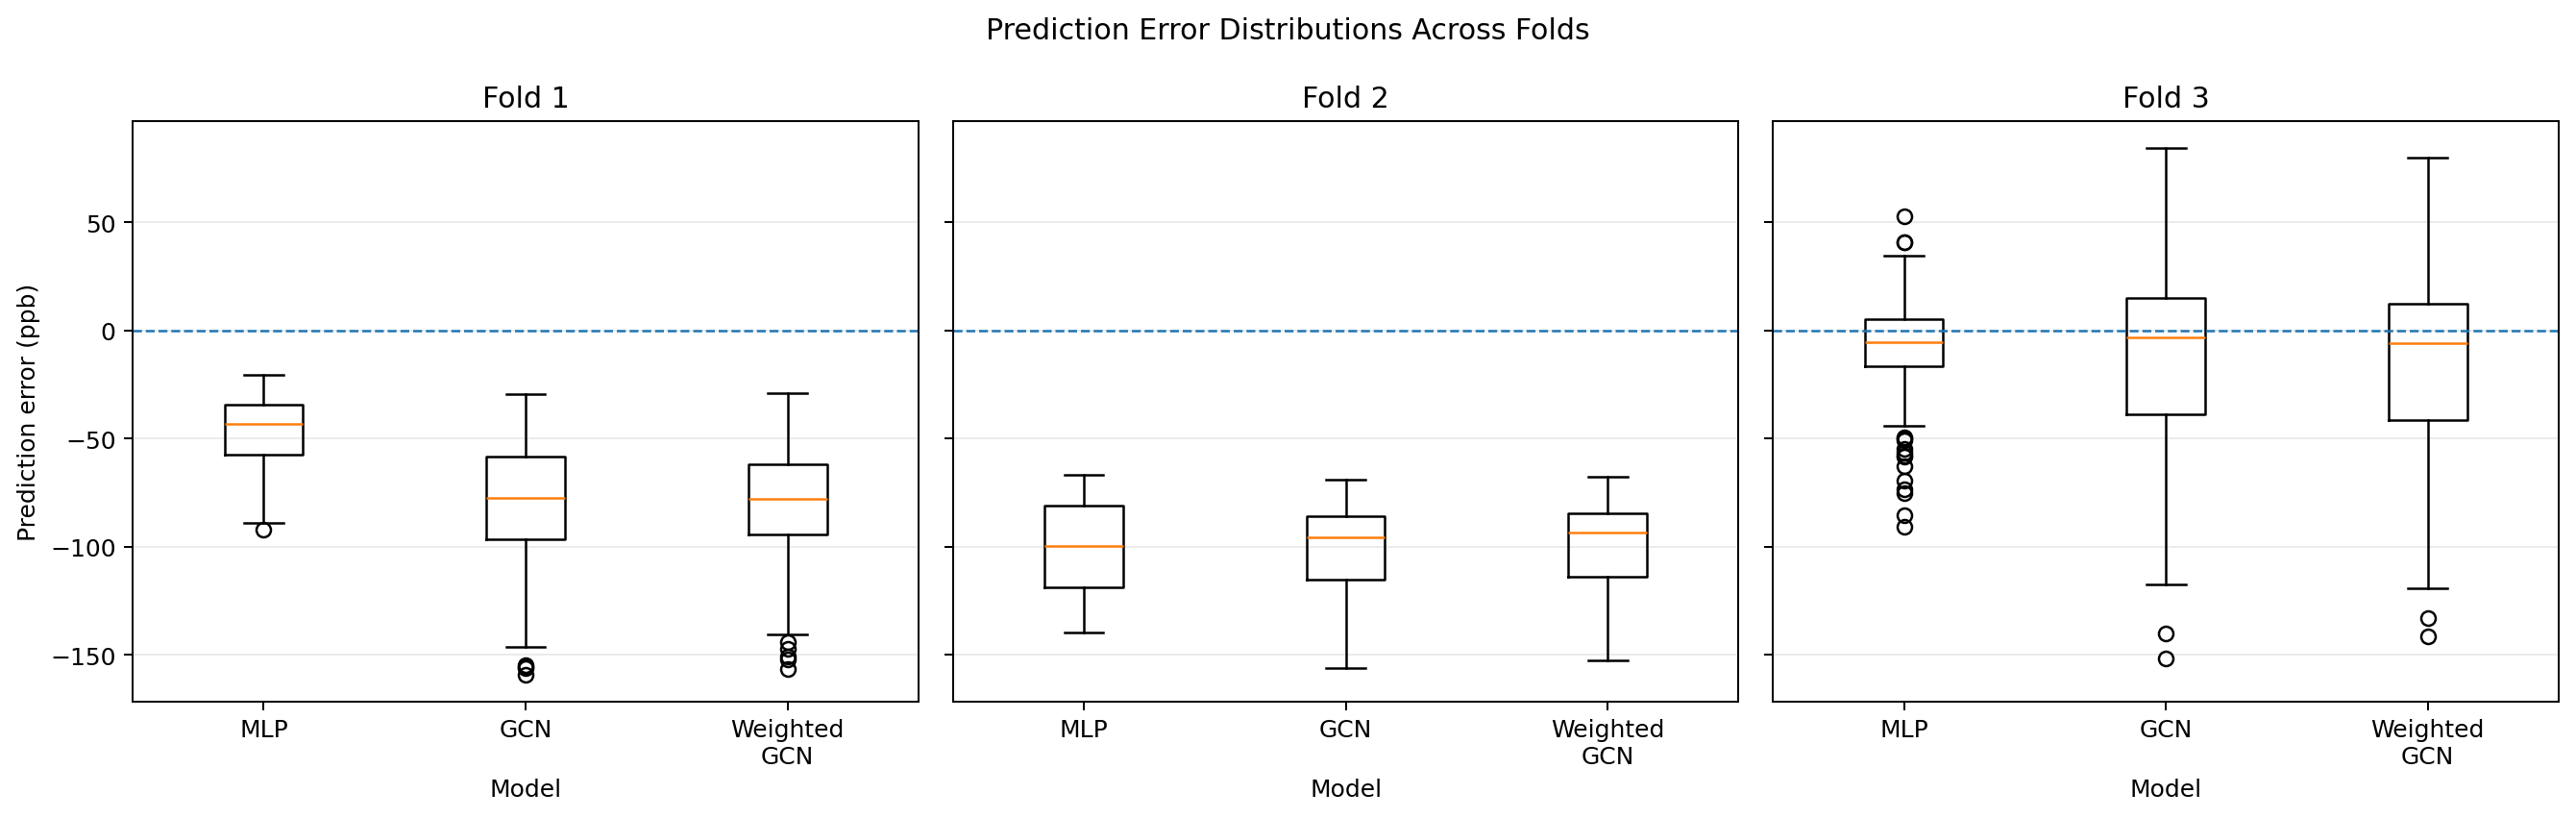 Prediction Error Distributions Across Folds
Fold 1
Fold 2
Fold 3
Prediction error (ppb)
50
0
−50
−100
−150
MLP
GCN
Weighted
GCN
Model
MLP
GCN
Weighted
GCN
Model
MLP
GCN
Weighted
GCN
Model